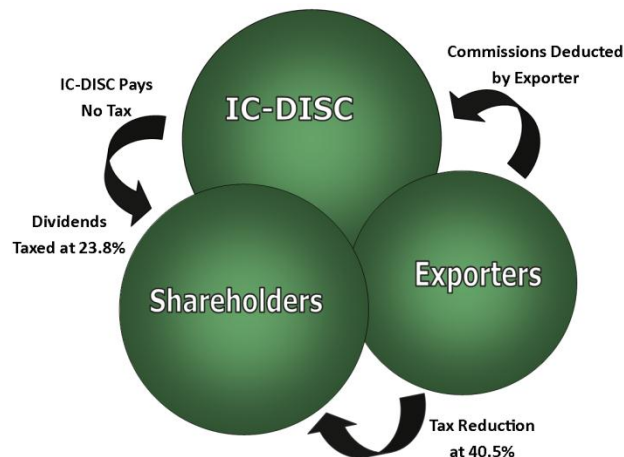 Commissions Deducted
by Exporter
IC-DISC Pays
No Tax
IC-DISC
Dividends
Taxed at 23.8%
Shareholders
Exporters
Tax Reduction
at 40.5%